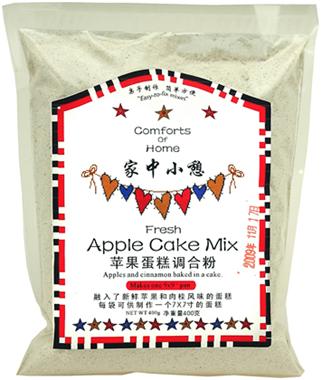 易于制作 简单方便
"Easy-to-fix mixes"
Comforts
Of
Home
家中小憩
Fresh
Apple Cake Mix
苹果蛋糕调合粉
Apples and cinnamon baked in a cake.
Makes one 9x9" pan
融入了新鲜苹果和肉桂风味的蛋糕
每袋可制作一个7X7寸的蛋糕
NET WT 400g 净重量400克
2009年 11月 17日